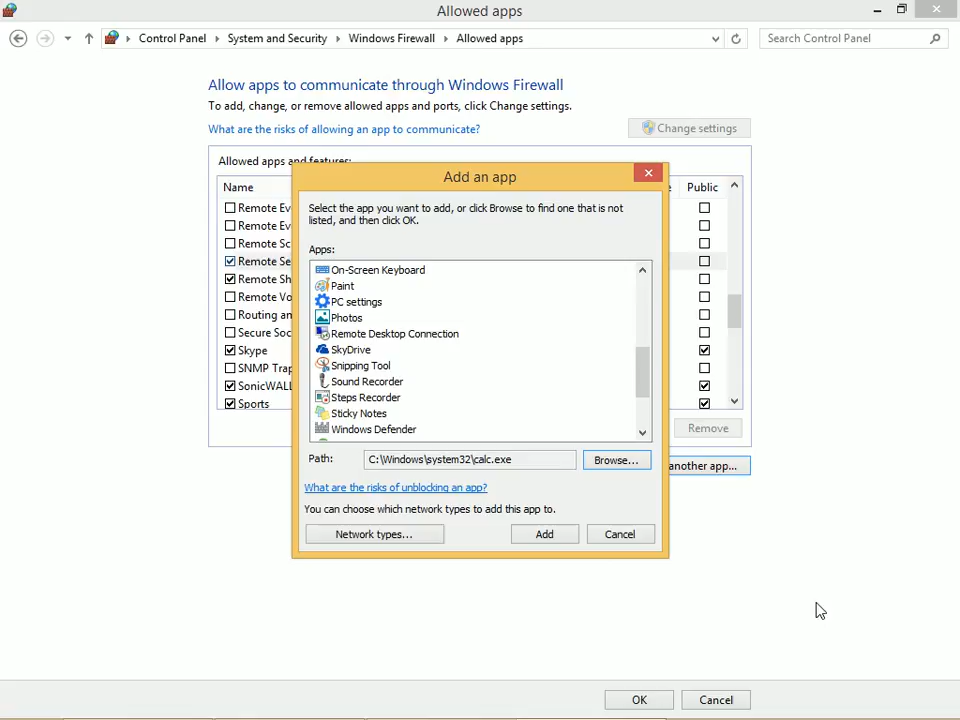 Allowed apps
Control Panel
System and Security
Windows Firewall
Allowed apps
Search Control Panel
Allow apps to communicate through Windows Firewall
To add, change, or remove allowed apps and ports, click Change settings.
What are the risks of allowing an app to communicate?
Change settings
Allowed apps and features:
Name
Public
Remote Ev
Remote Ev
Remote Sc
Remote Se
Remote Sh
Remote Vo
Routing an
Secure Soc
Skype
SNMP Trap
SonicWALL
Sports
Remove
another app...
Add an app
Select the app you want to add, or click Browse to find one that is not
listed, and then click OK.
Apps:
On-Screen Keyboard
Paint
PC settings
Photos
Remote Desktop Connection
SkyDrive
Snipping Tool
Sound Recorder
Steps Recorder
Sticky Notes
Windows Defender
Path:
C:\Windows\system32\calc.exe
Browse...
What are the risks of unblocking an app?
You can choose which network types to add this app to.
Network types...
Add
Cancel
OK
Cancel